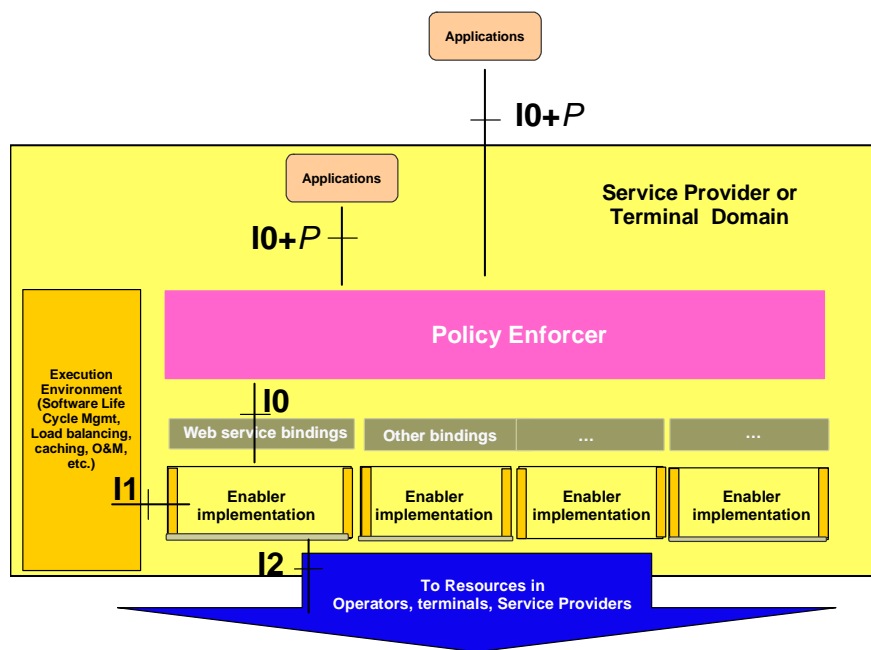 Applications
I0+P
Applications
Service Provider or
Terminal Domain
I0+P
Policy Enforcer
Execution
Environment
(Software Life
Cycle Mgmt,
Load balancing,
caching, O&M,
etc.)
I0
Web service bindings
Other bindings
...
...
I1
Enabler
implementation
Enabler
implementation
Enabler
implementation
Enabler
implementation
I2
To Resources in
Operators, terminals, Service Providers